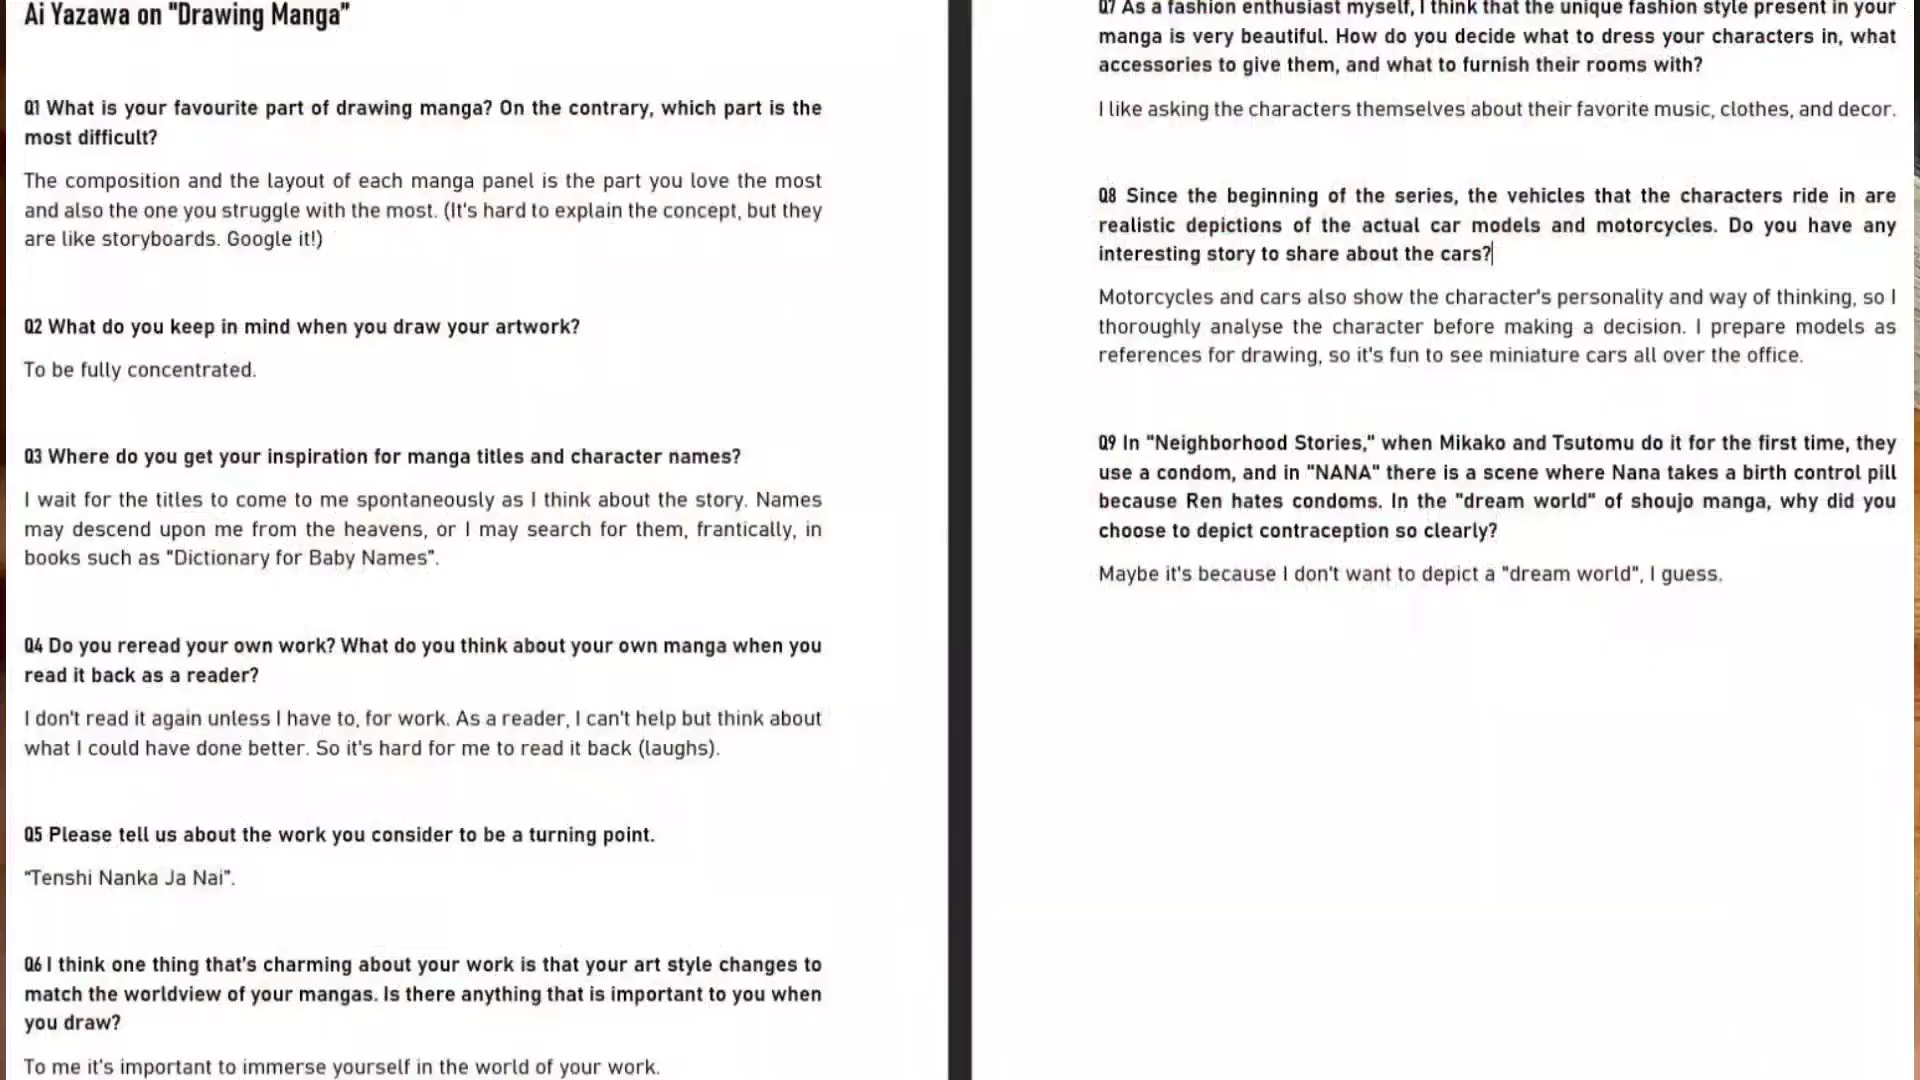 Ai Yazawa on "Drawing Manga"
Q1 What is your favourite part of drawing manga? On the contrary, which part is the
most difficult?
The composition and the layout of each manga panel is the part you love the most
and also the one you struggle with the most. (It's hard to explain the concept, but they
are like storyboards. Google it!)
Q2 What do you keep in mind when you draw your artwork?
To be fully concentrated.
Q3 Where do you get your inspiration for manga titles and character names?
I wait for the titles to come to me spontaneously as I think about the story. Names
may descend upon me from the heavens, or I may search for them, frantically, in
books such as "Dictionary for Baby Names".
Q4 Do you reread your own work? What do you think about your own manga when you
read it back as a reader?
I don't read it again unless I have to, for work. As a reader, I can't help but think about
what I could have done better. So it's hard for me to read it back (laughs).
Q5 Please tell us about the work you consider to be a turning point.
"Tenshi Nanka Ja Nai".
Q6 I think one thing that's charming about your work is that your art style changes to
match the worldview of your mangas. Is there anything that is important to you when
you draw?
To me it's important to immerse yourself in the world of your work.
Q7 As a fashion enthusiast myself, I think that the unique fashion style present in your
manga is very beautiful. How do you decide what to dress your characters in, what
accessories to give them, and what to furnish their rooms with?
I like asking the characters themselves about their favorite music, clothes, and decor.
Q8 Since the beginning of the series, the vehicles that the characters ride in are
realistic depictions of the actual car models and motorcycles. Do you have any
interesting story to share about the cars?
Motorcycles and cars also show the character's personality and way of thinking, so I
thoroughly analyse the character before making a decision. I prepare models as
references for drawing, so it's fun to see miniature cars all over the office.
Q9 In "Neighborhood Stories," when Mikako and Tsutomu do it for the first time, they
use a condom, and in "NANA" there is a scene where Nana takes a birth control pill
because Ren hates condoms. In the "dream world" of shoujo manga, why did you
choose to depict contraception so clearly?
Maybe it's because I don't want to depict a "dream world", I guess.